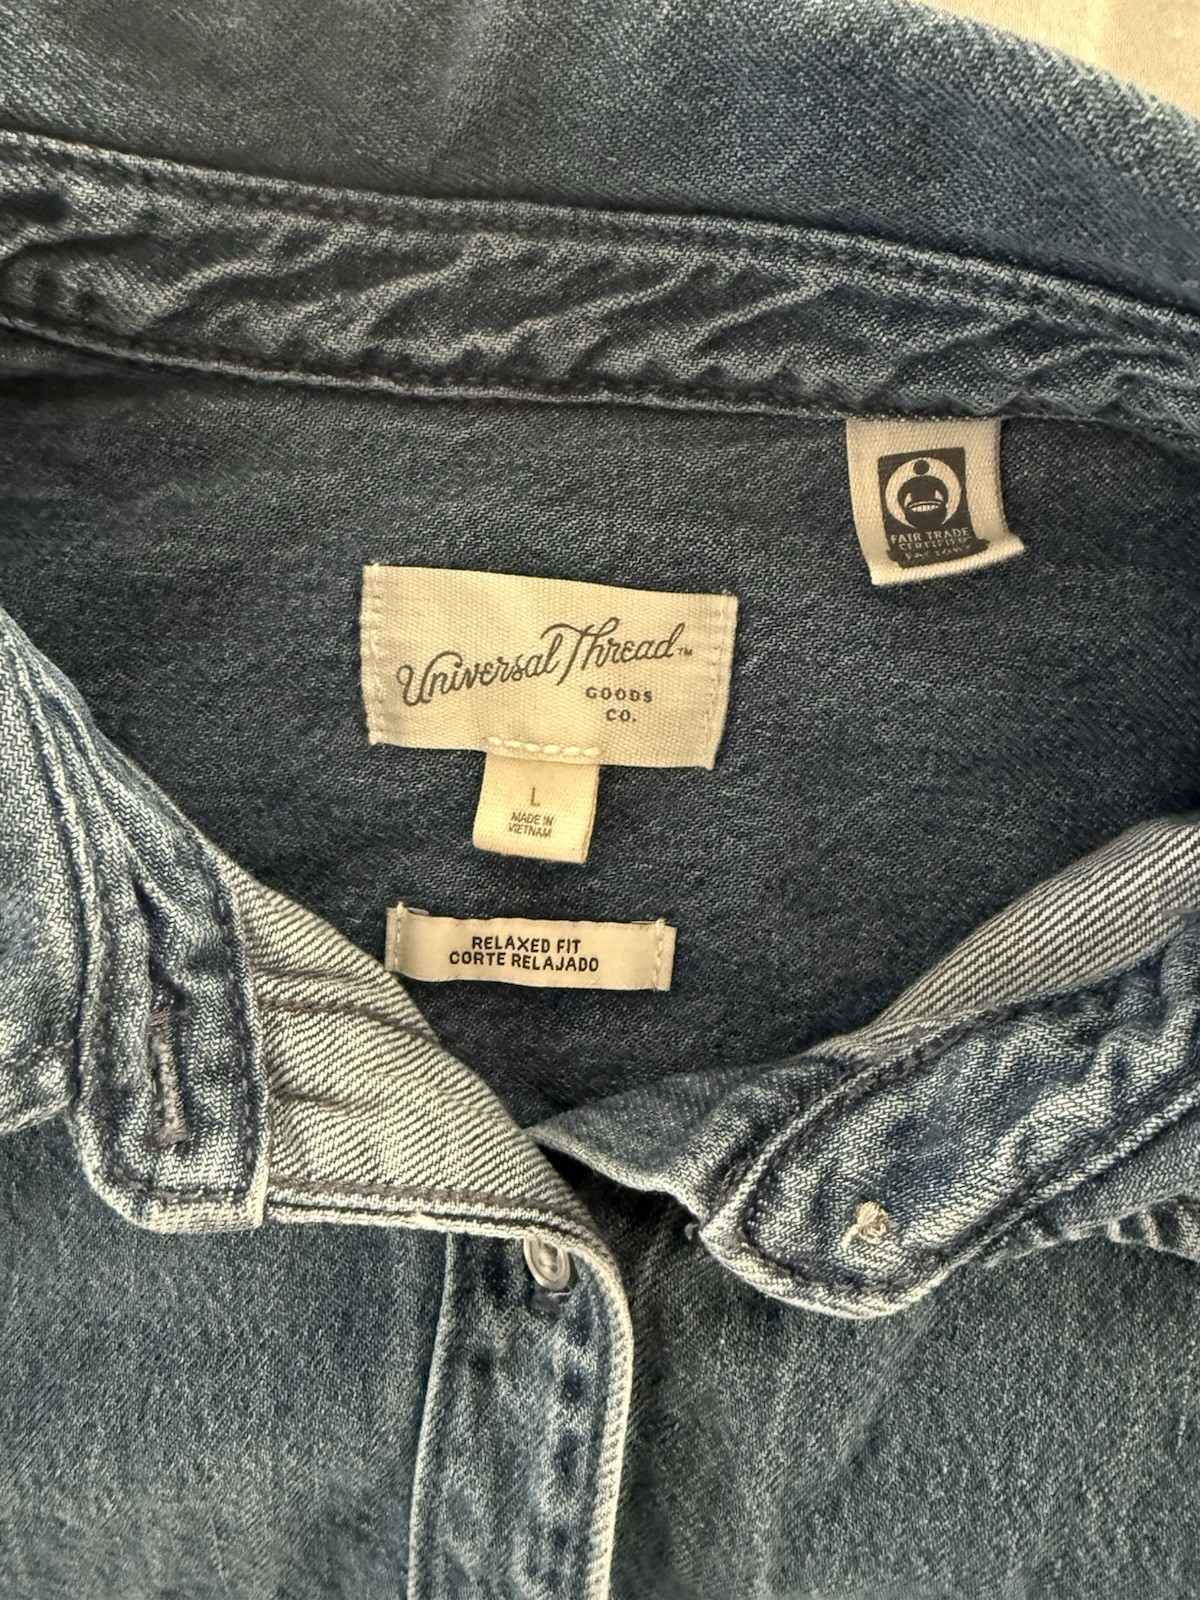 FAIR TRADE
CERTIFIED
FACTORY
Universal Thread™
GOODS
CO.
L
MADE IN
VIETNAM
RELAXED FIT
CORTE RELAJADO